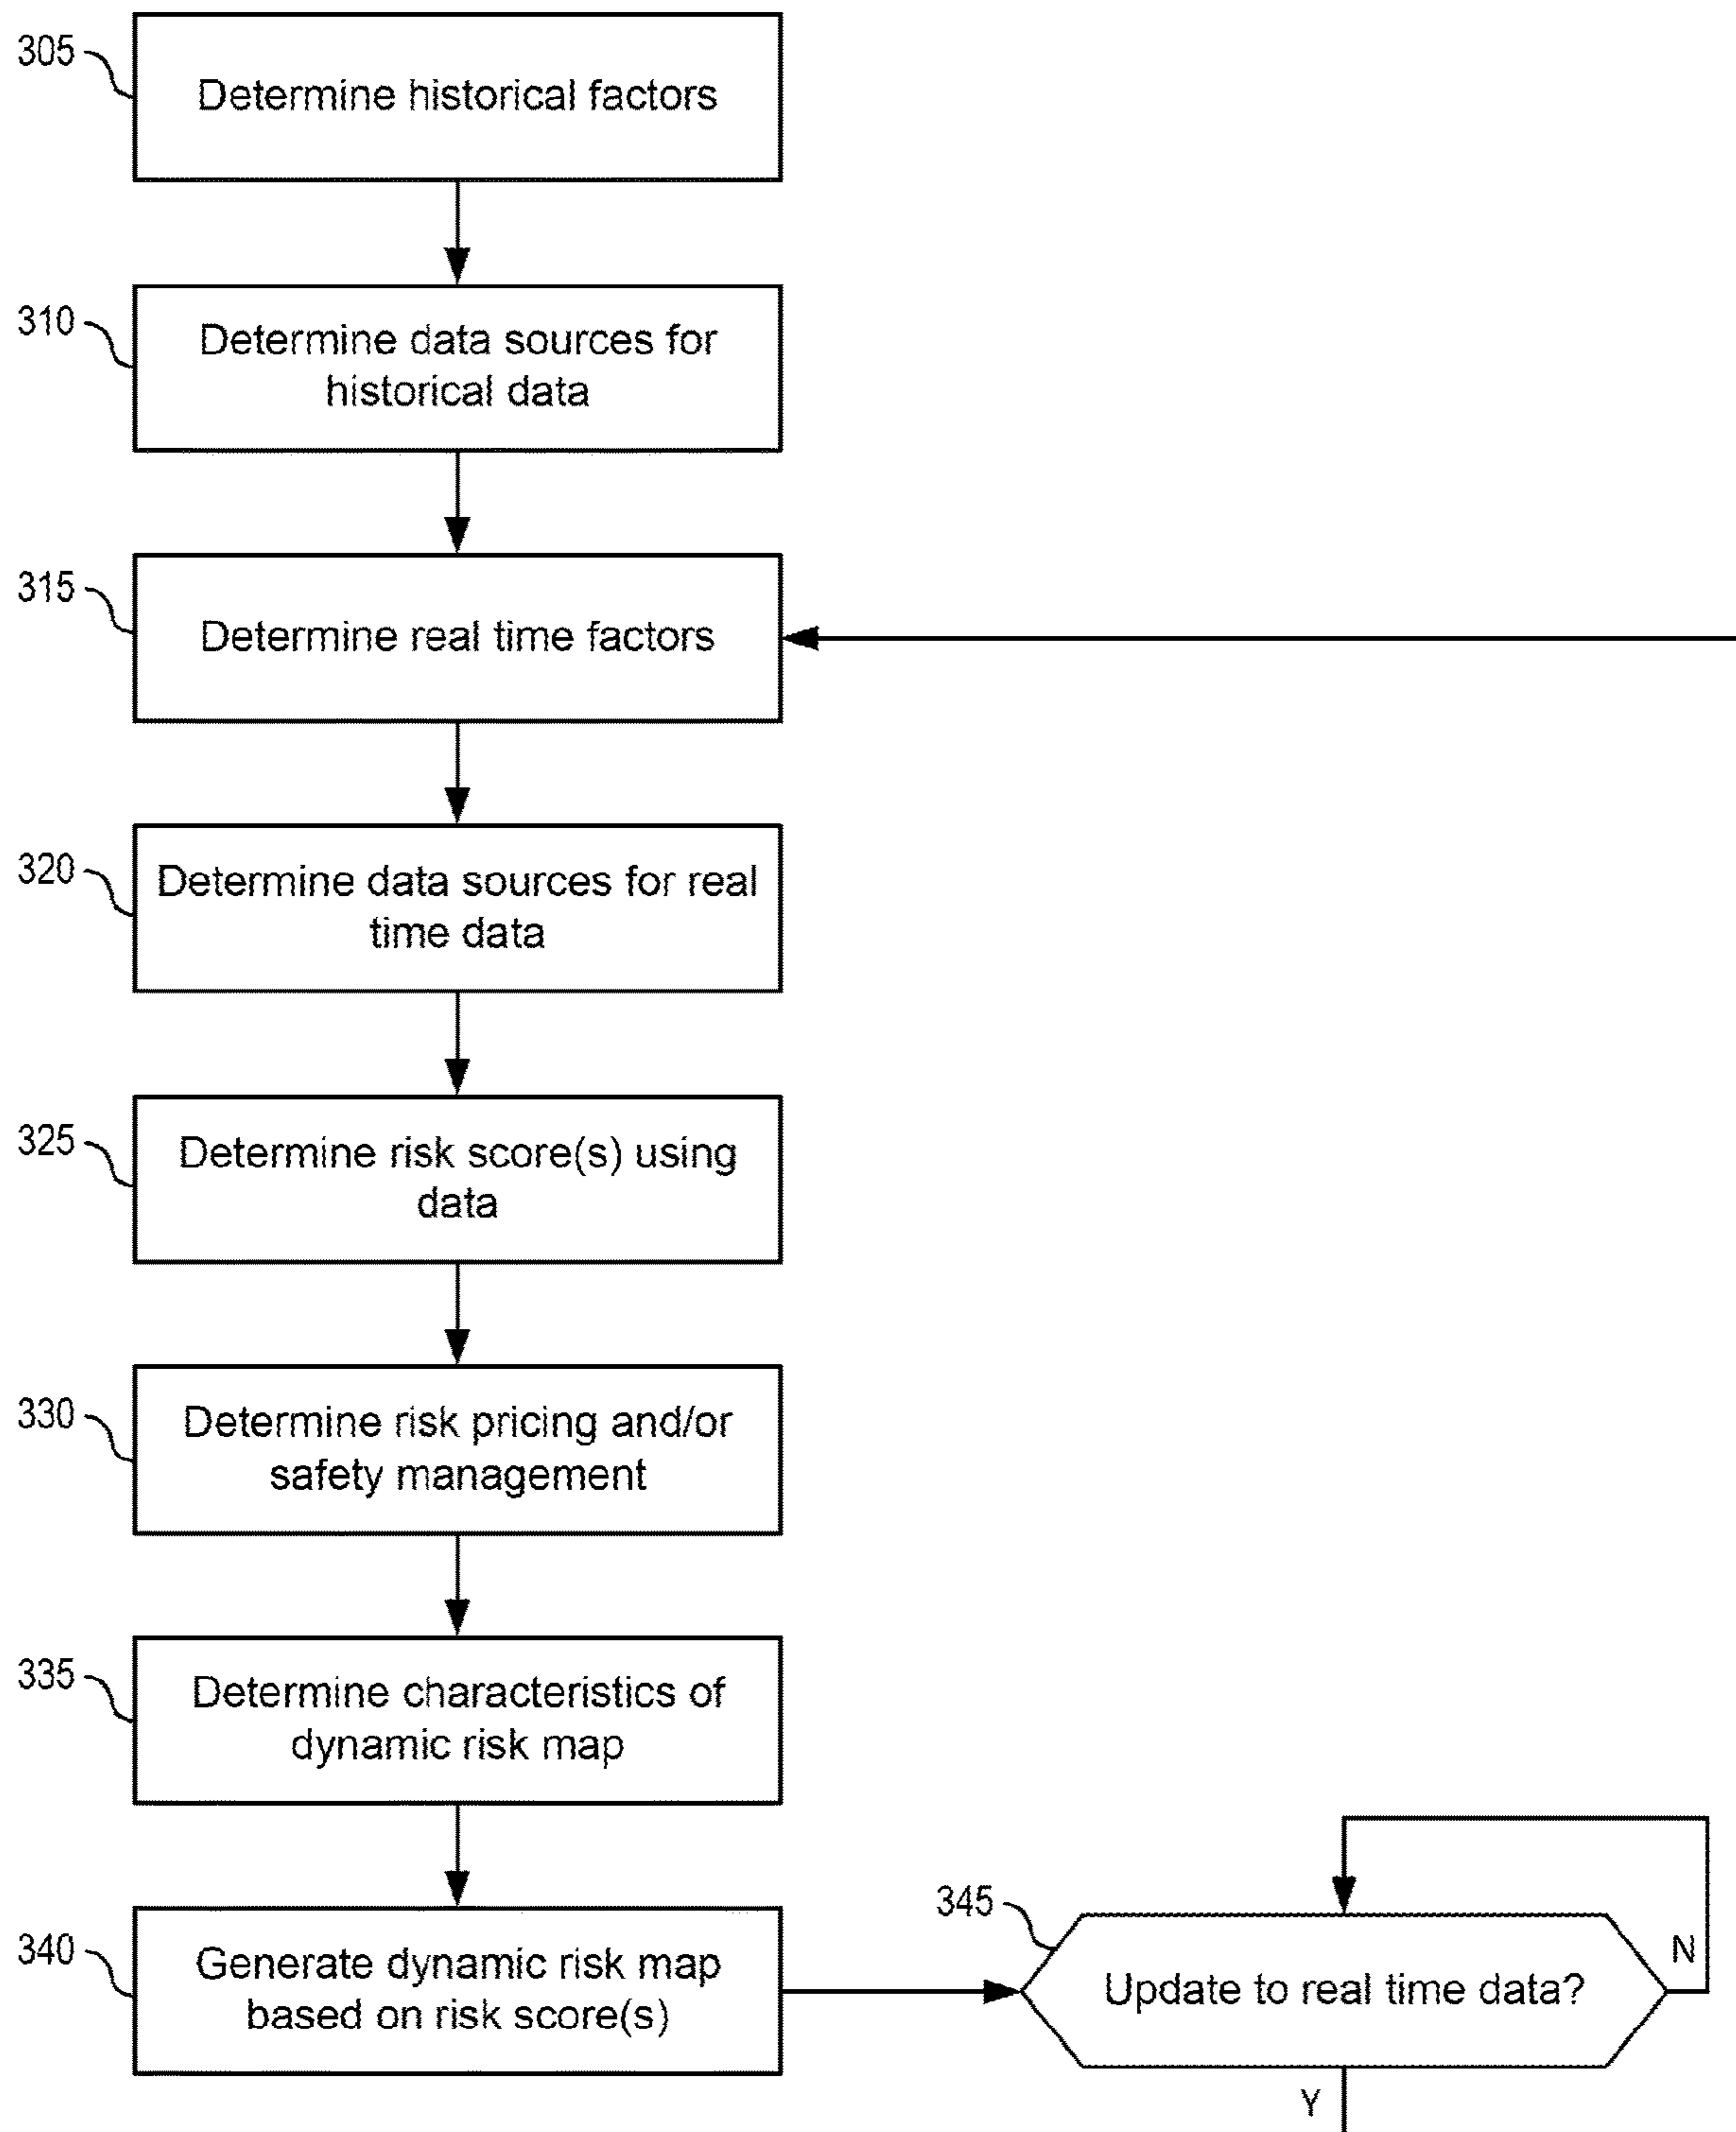 305
Determine historical factors
310
Determine data sources for
historical data
315
Determine real time factors
320
Determine data sources for real
time data
325
Determine risk score(s) using
data
330
Determine risk pricing and/or
safety management
335
Determine characteristics of
dynamic risk map
340
Generate dynamic risk map
based on risk score(s)
345
Update to real time data?
N
Y